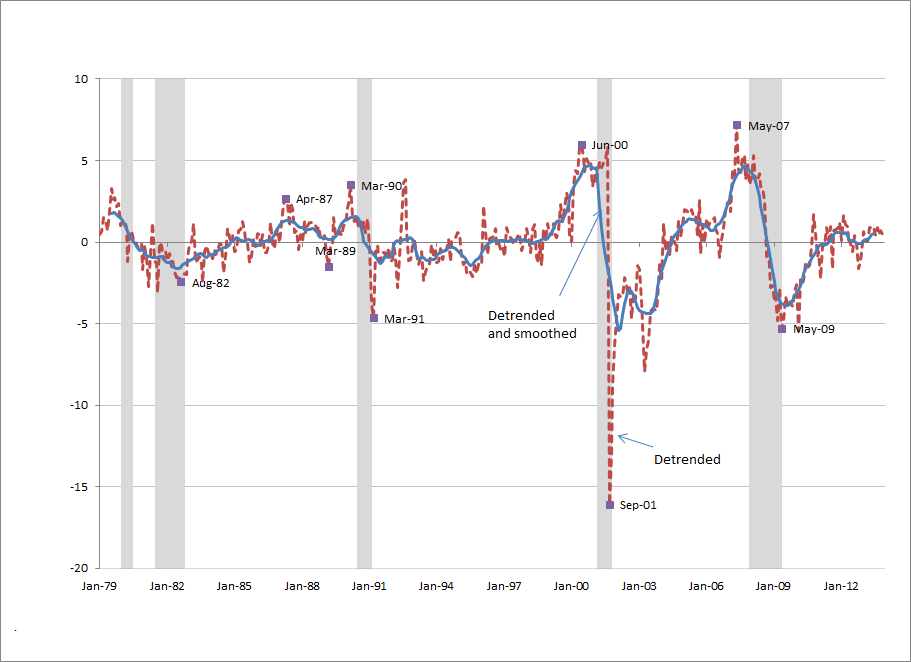 10
5
0
-5
-10
-15
-20
Jun-00
May-07
Mar-90
Apr-87
Mar-89
Aug-82
Mar-91
Detrended
and smoothed
May-09
Detrended
Sep-01
Jan-79 Jan-82 Jan-85 Jan-88 Jan-91 Jan-94 Jan-97 Jan-00 Jan-03 Jan-06 Jan-09 Jan-12
.